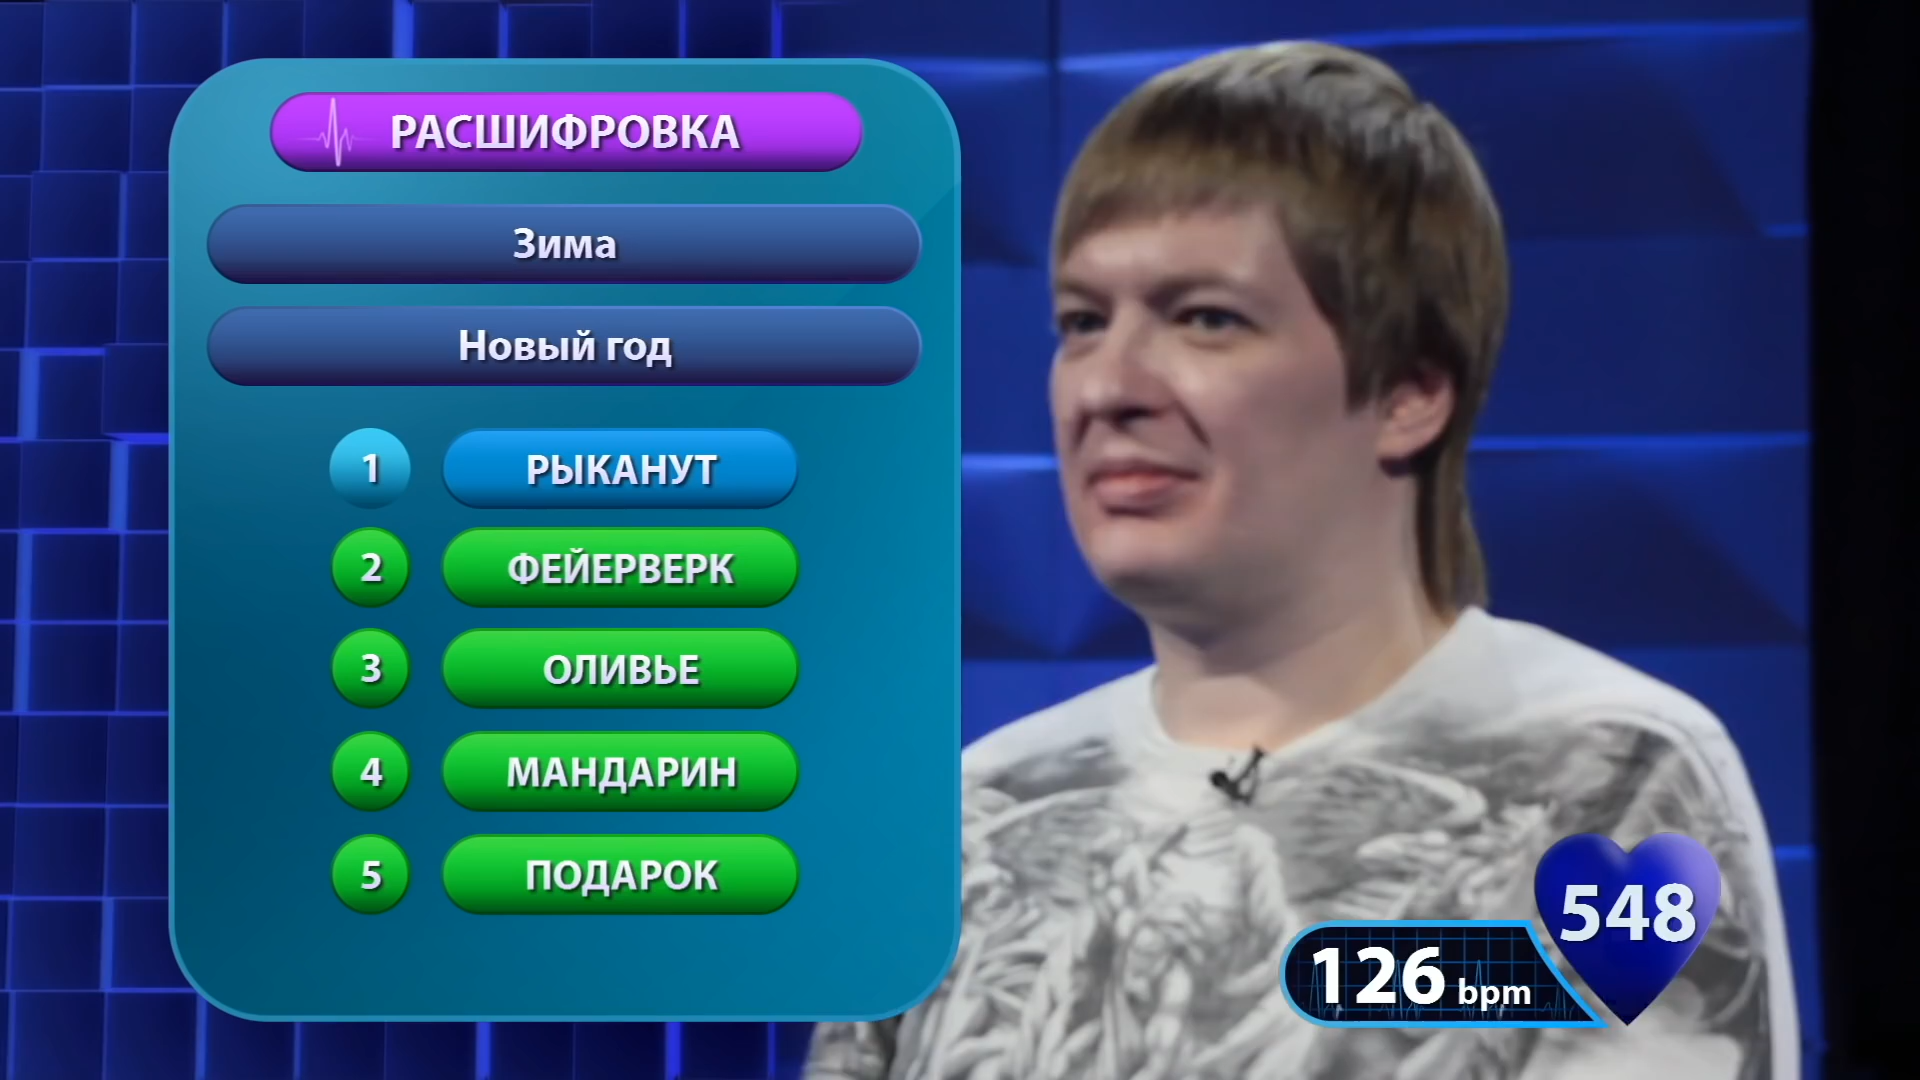 РАСШИФРОВКА
Зима
Новый год
1 РЫКАНУТ
2 ФЕЙЕРВЕРК
3 ОЛИВЬЕ
4 МАНДАРИН
5 ПОДАРОК
548
126 bpm